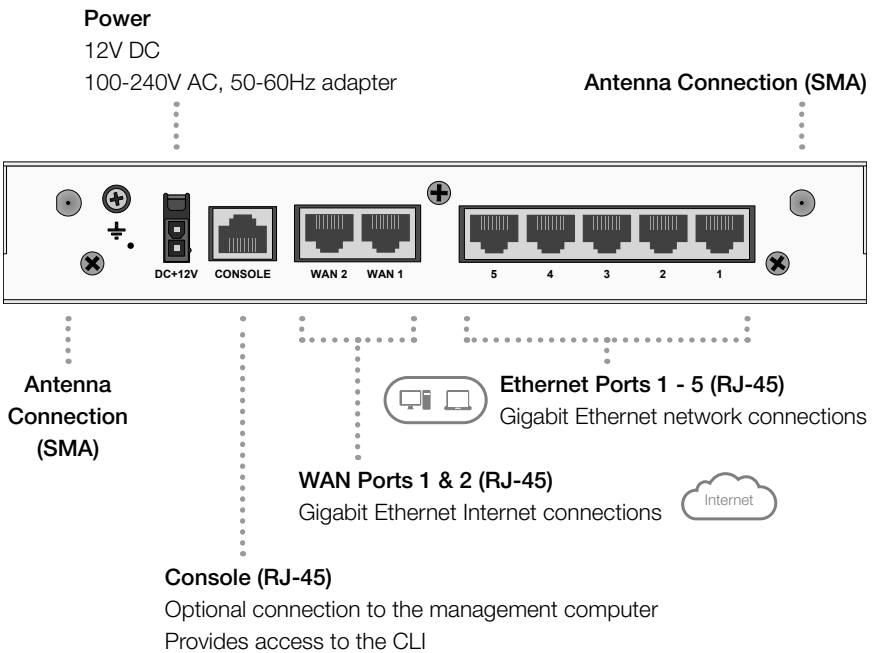 Power
12V DC
100-240V AC, 50-60Hz adapter
Antenna Connection (SMA)
DC+12V
CONSOLE
WAN 2
WAN 1
5
4
3
2
1
Antenna
Connection
(SMA)
Ethernet Ports 1 - 5 (RJ-45)
Gigabit Ethernet network connections
WAN Ports 1 & 2 (RJ-45)
Gigabit Ethernet Internet connections
Internet
Console (RJ-45)
Optional connection to the management computer
Provides access to the CLI